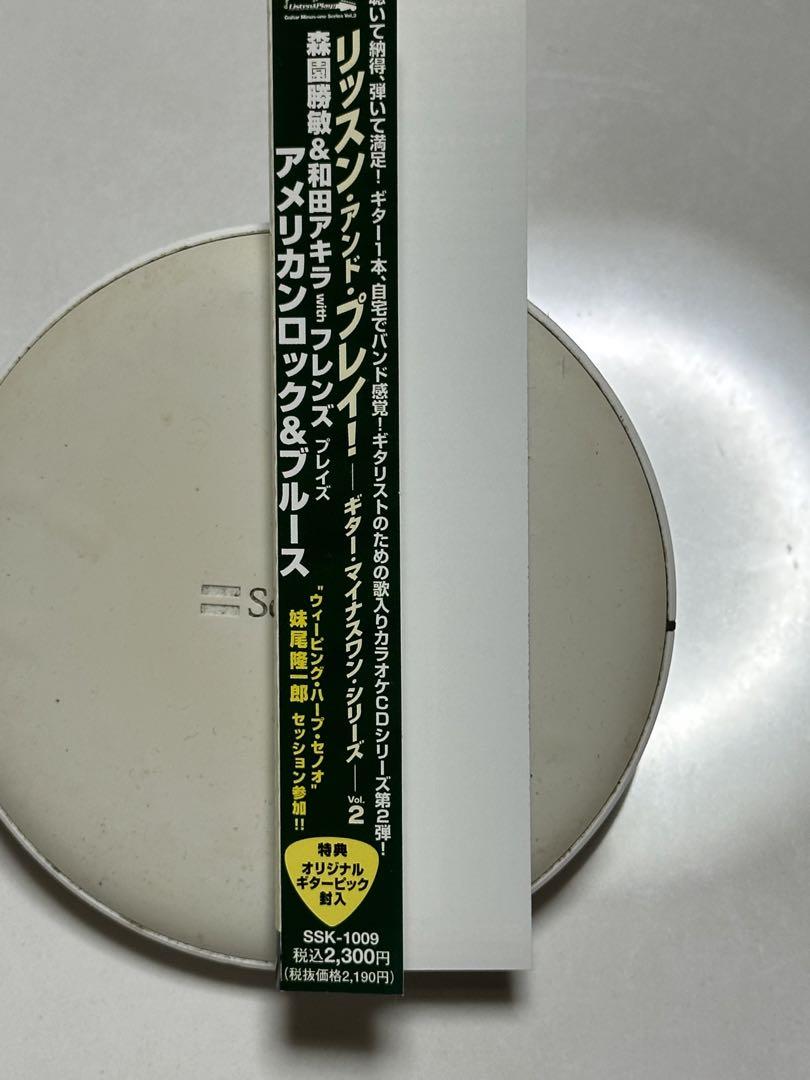 Listen&Play!
Guitar Minus-one Series Vol.2
聴いて納得、弾いて満足! ギター1本、自宅でバンド感覚!ギタリストのための歌入りカラオケCDシリーズ第2弾!
リッスン・アンド・プレイ! ―ギター・マイナスワン・シリーズ― Vol. 2
森園勝敏&和田アキラ with フレンズ プレイズ
アメリカンロック&ブルース
"ウィーピング・ハープ・セノオ"
妹尾隆一郎 セッション参加!!
特典
オリジナル
ギターピック
封入
SSK-1009
税込2,300円
(税抜価格2,190円)